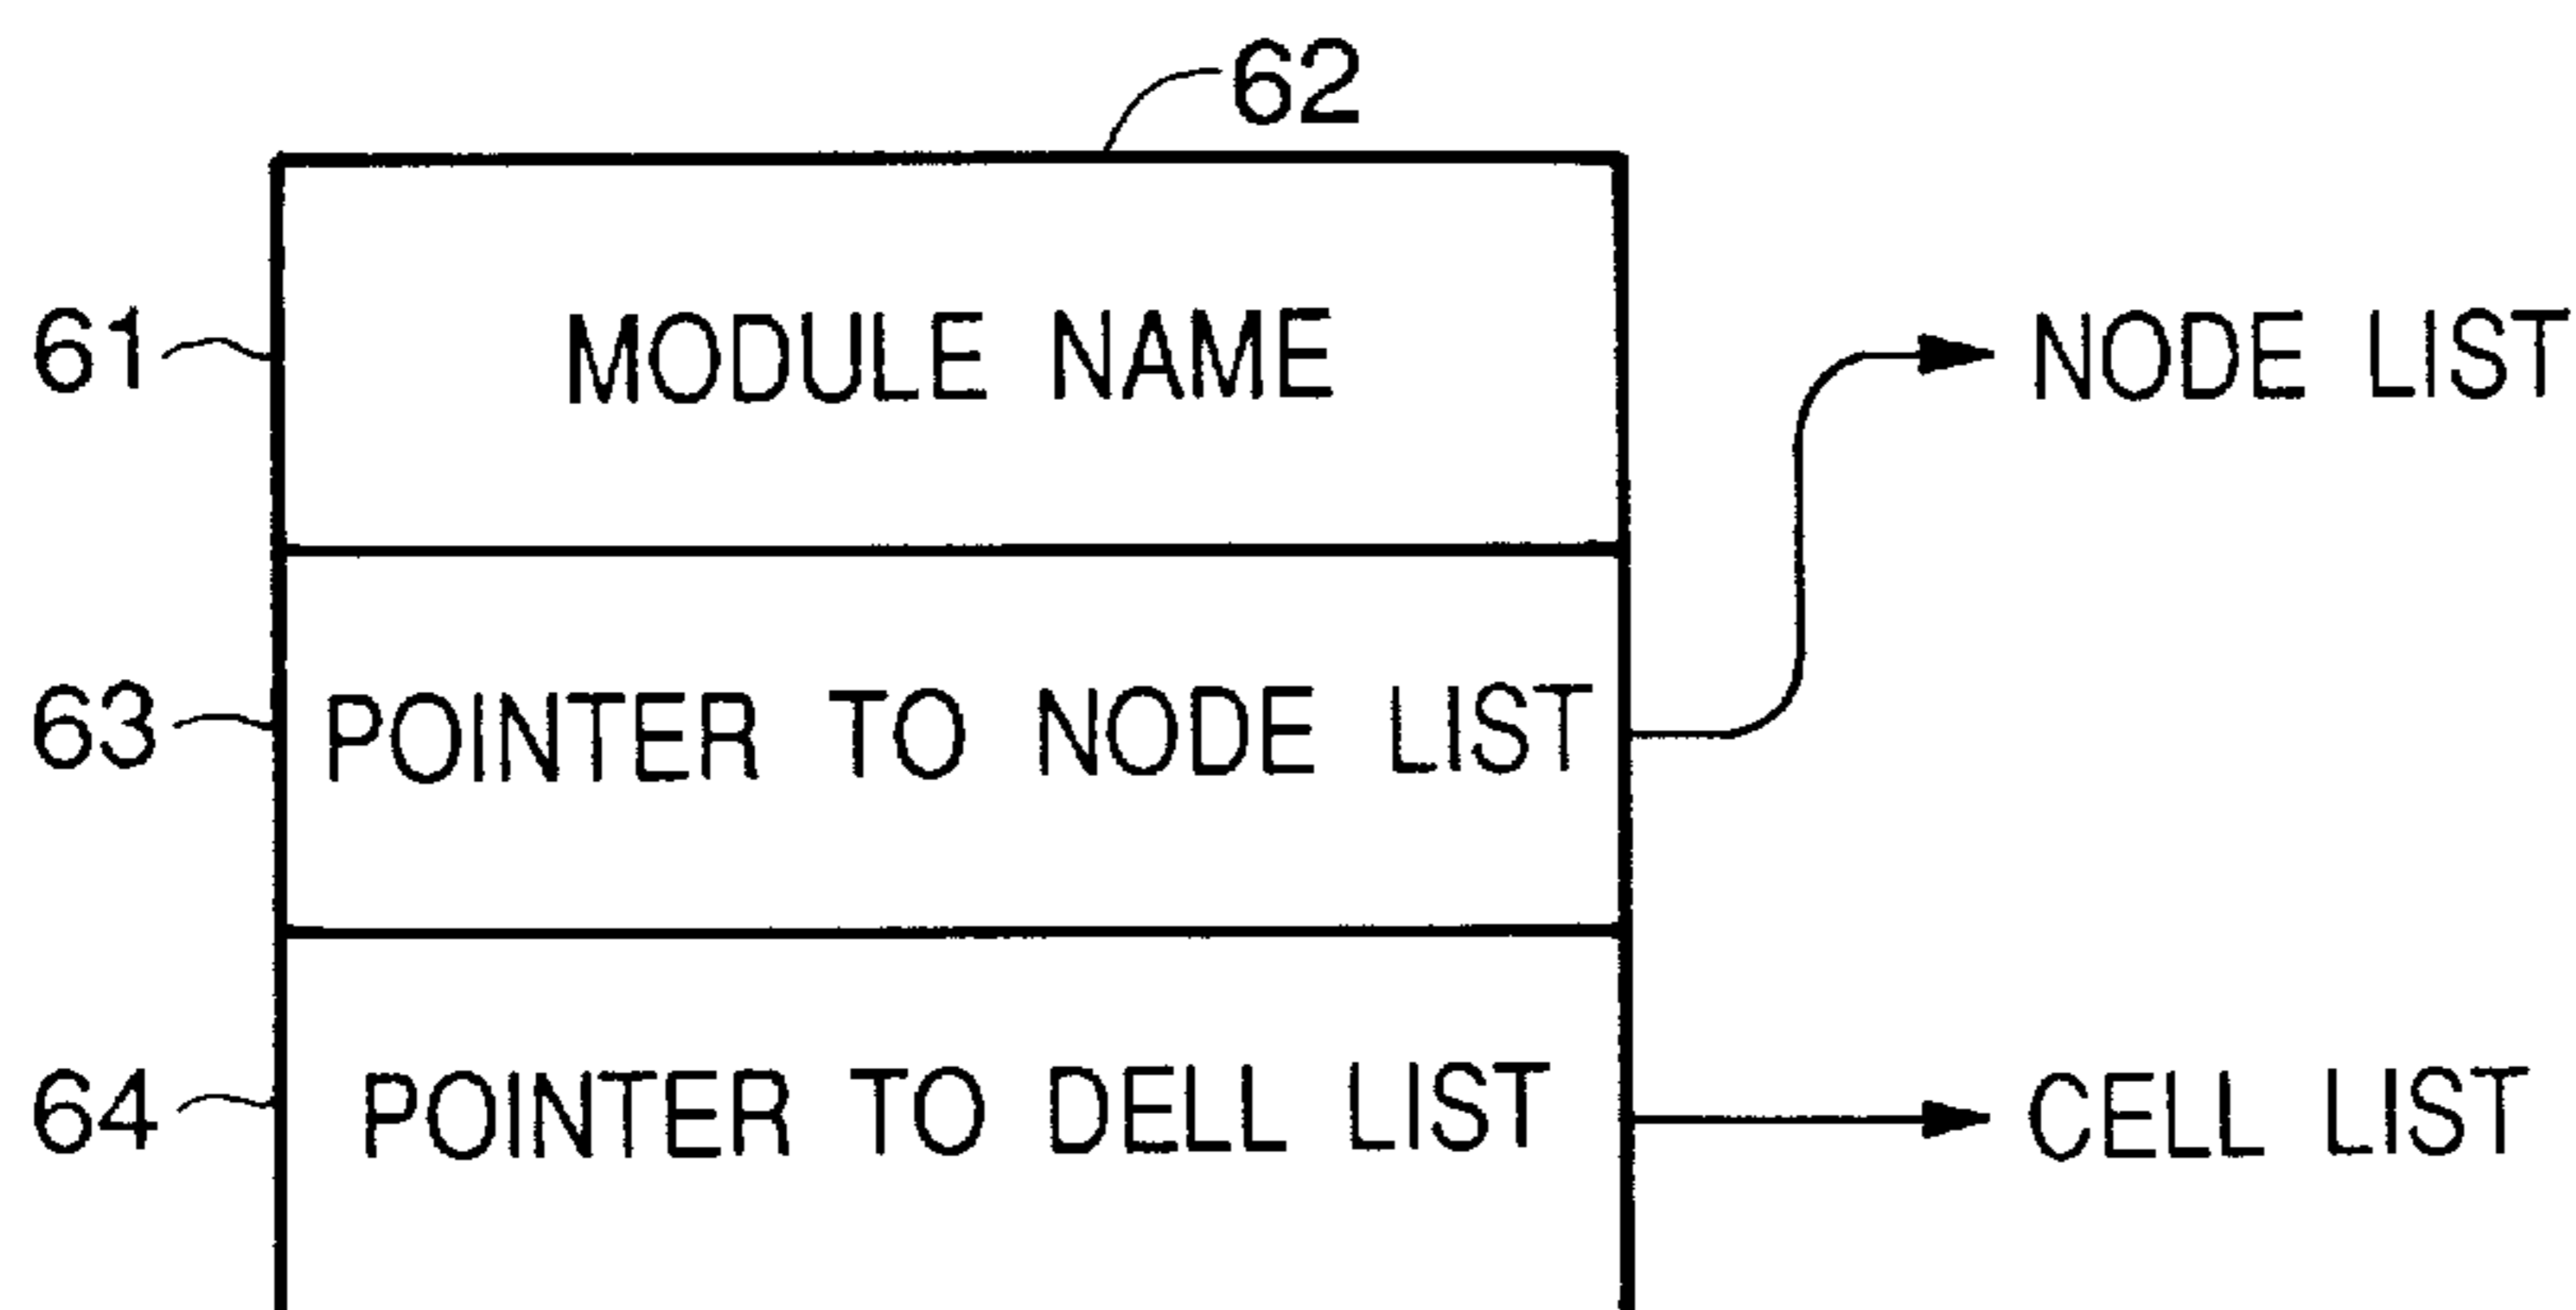 62
61 MODULE NAME NODE LIST
63 POINTER TO NODE LIST
64 POINTER TO DELL LIST CELL LIST